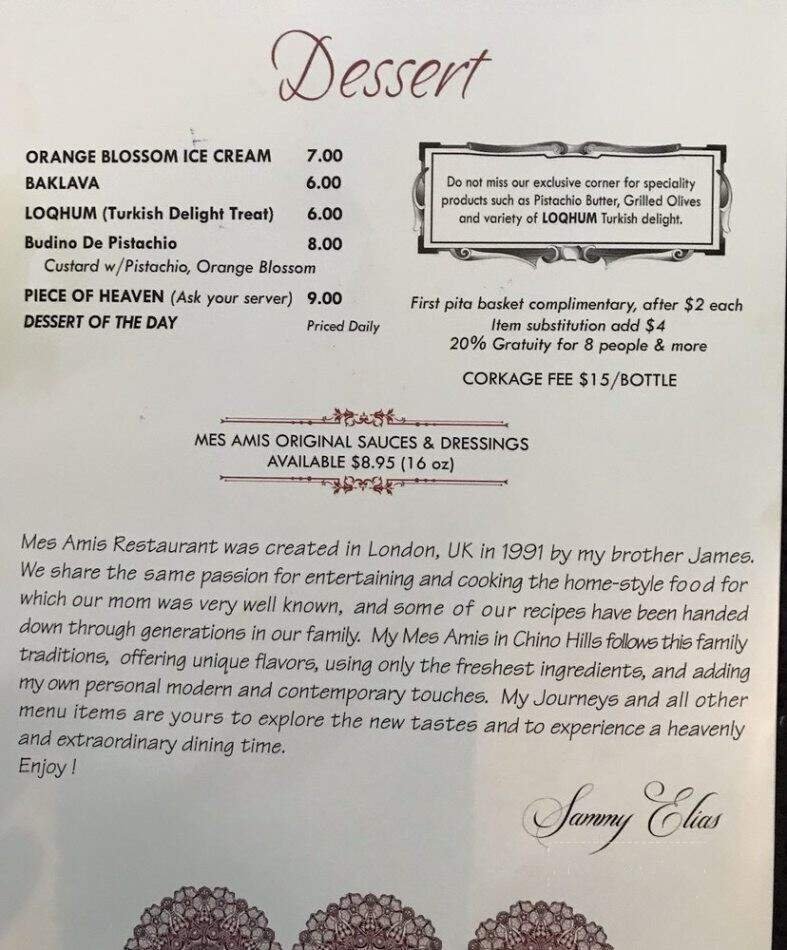 Dessert
ORANGE BLOSSOM ICE CREAM 7.00
BAKLAVA 6.00
LOQHUM (Turkish Delight Treat) 6.00
Budino De Pistachio 8.00
Custard w/Pistachio, Orange Blossom
PIECE OF HEAVEN (Ask your server) 9.00
DESSERT OF THE DAY Priced Daily
Do not miss our exclusive corner for speciality
products such as Pistachio Butter, Grilled Olives
and variety of LOQHUM Turkish delight.
First pita basket complimentary, after $2 each
Item substitution add $4
20% Gratuity for 8 people & more
CORKAGE FEE $15/BOTTLE
MES AMIS ORIGINAL SAUCES & DRESSINGS
AVAILABLE $8.95 (16 oz)
Mes Amis Restaurant was created in London, UK in 1991 by my brother James.
We share the same passion for entertaining and cooking the home-style food for
which our mom was very well known, and some of our recipes have been handed
down through generations in our family. My Mes Amis in Chino Hills follows this family
traditions, offering unique flavors, using only the freshest ingredients, and adding
my own personal modern and contemporary touches. My Journeys and all other
menu items are yours to explore the new tastes and to experience a heavenly
and extraordinary dining time.
Enjoy !
Sammy Elias